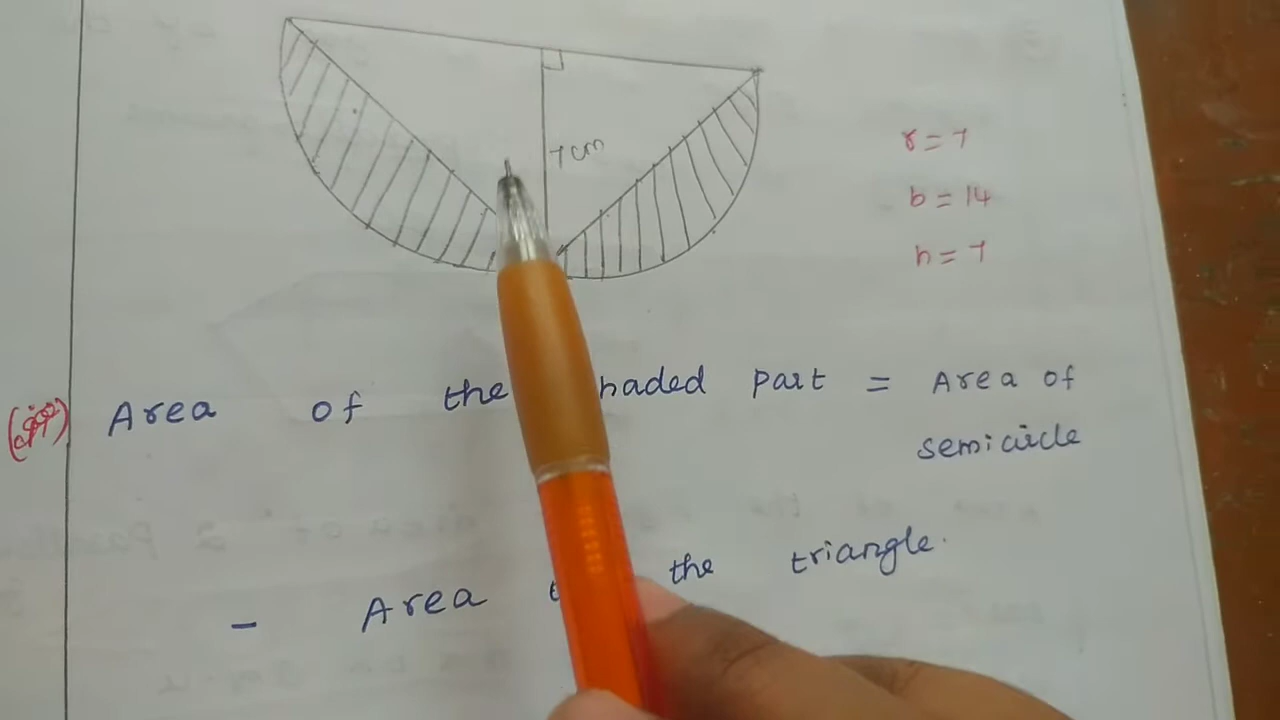 7cm
r = 7
b = 14
h = 7
Area of the haded part = Area of
semicircle
- Area the triangle.